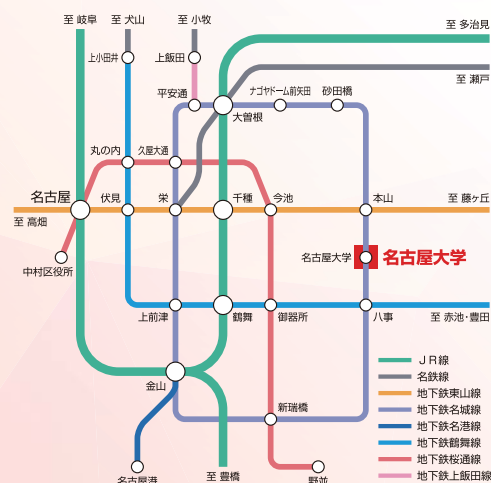 至 岐阜
至 犬山
至 小牧
至 多治見
上小田井
上飯田
至 瀬戸
平安通
ナゴヤドーム前矢田
砂田橋
大曽根
丸の内
久屋大通
名古屋
伏見
栄
千種
今池
本山
至 藤ヶ丘
至 高畑
中村区役所
名古屋大学
名古屋大学
上前津
鶴舞
御器所
八事
至 赤池・豊田
金山
新瑞橋
名古屋港
至 豊橋
野並
JR線
名鉄線
地下鉄東山線
地下鉄名城線
地下鉄名港線
地下鉄鶴舞線
地下鉄桜通線
地下鉄上飯田線